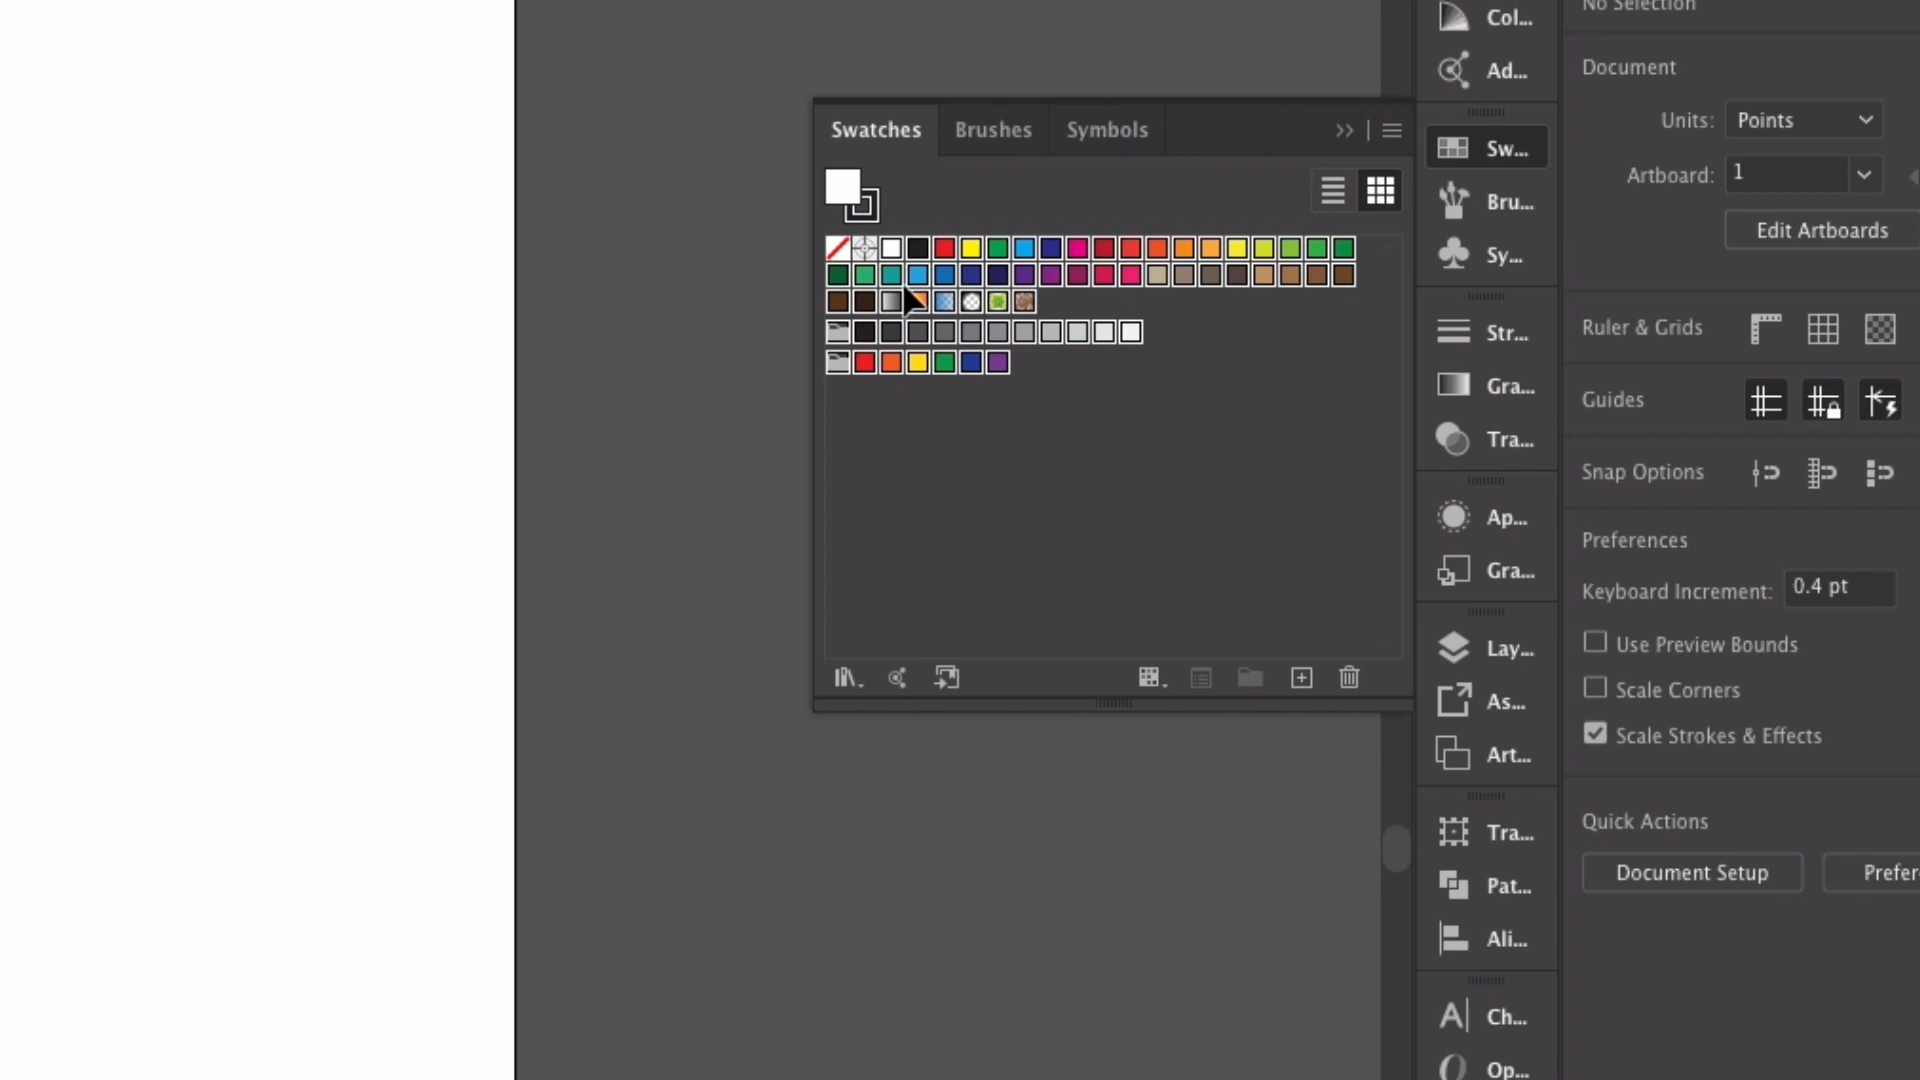 Swatches
Brushes
Symbols
Col...
Ad...
Sw...
Bru...
Sy...
Str...
Gra...
Tra...
Ap...
Gra...
Lay...
As...
Art...
Tra...
Pat...
Ali...
Ch...
Op...
No Selection
Document
Units: Points
Artboard: 1
Edit Artboards
Ruler & Grids
Guides
Snap Options
Preferences
Keyboard Increment: 0.4 pt
Use Preview Bounds
Scale Corners
Scale Strokes & Effects
Quick Actions
Document Setup
Prefer